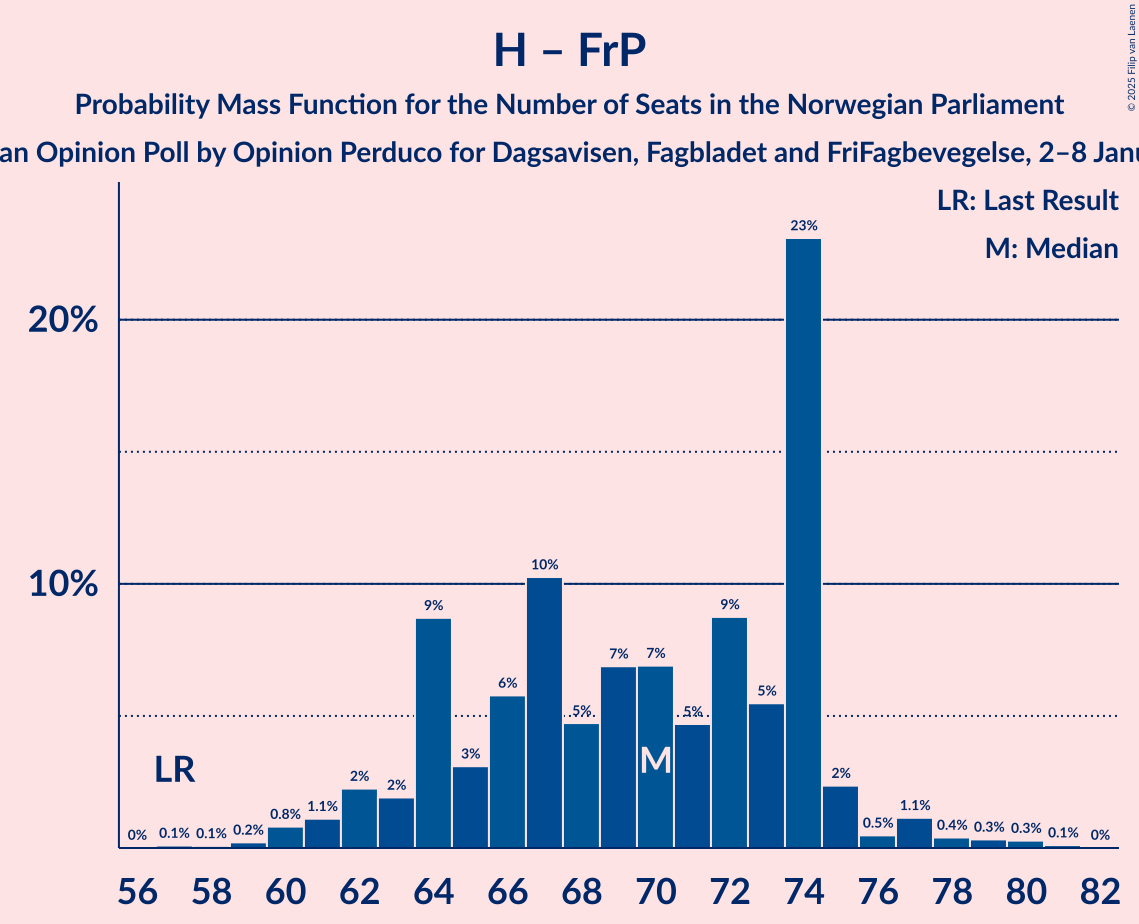 H – FrP
Probability Mass Function for the Number of Seats in the Norwegian Parliament
an Opinion Poll by Opinion Perduco for Dagsavisen, Fagbladet and FriFagbevegelse, 2–8 Janu
© 2025 Filip van Laenen
LR: Last Result
M: Median
20%
10%
LR
M
0% 0.1% 0.1% 0.2% 0.8% 1.1% 2% 2% 9% 3% 6% 10% 5% 7% 7% 5% 9% 5% 23% 2% 0.5% 1.1% 0.4% 0.3% 0.3% 0.1% 0%
56 58 60 62 64 66 68 70 72 74 76 78 80 82